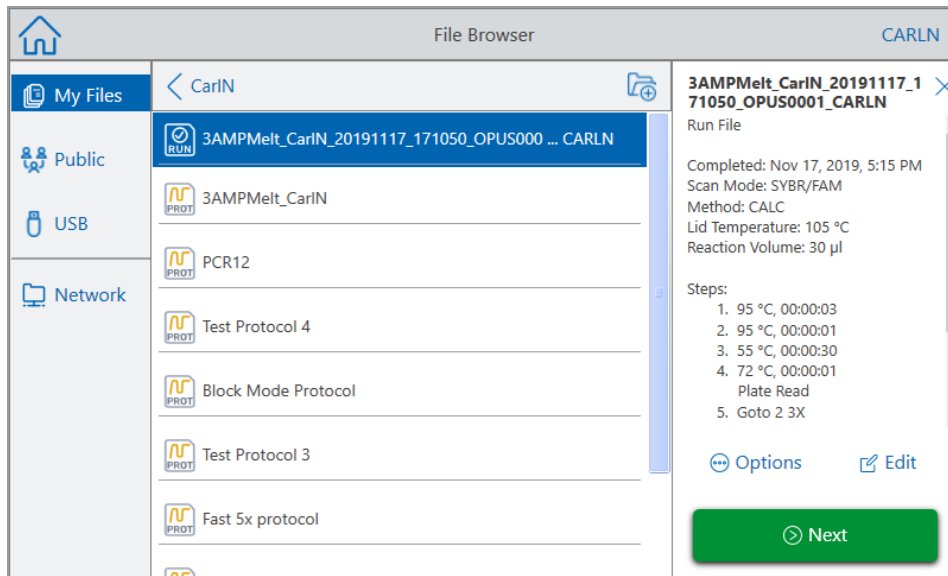 File Browser
CARLN
My Files
Public
USB
Network
CarlN
RUN
3AMPMelt_CarlN_20191117_171050_OPUS000 ... CARLN
PROT
3AMPMelt_CarlN
PROT
PCR12
PROT
Test Protocol 4
PROT
Block Mode Protocol
PROT
Test Protocol 3
PROT
Fast 5x protocol
3AMPMelt_CarlN_20191117_1
71050_OPUS0001_CARLN
Run File
Completed: Nov 17, 2019, 5:15 PM
Scan Mode: SYBR/FAM
Method: CALC
Lid Temperature: 105 °C
Reaction Volume: 30 µl
Steps:
1. 95 °C, 00:00:03
2. 95 °C, 00:00:01
3. 55 °C, 00:00:30
4. 72 °C, 00:00:01
Plate Read
5. Goto 2 3X
Options
Edit
Next